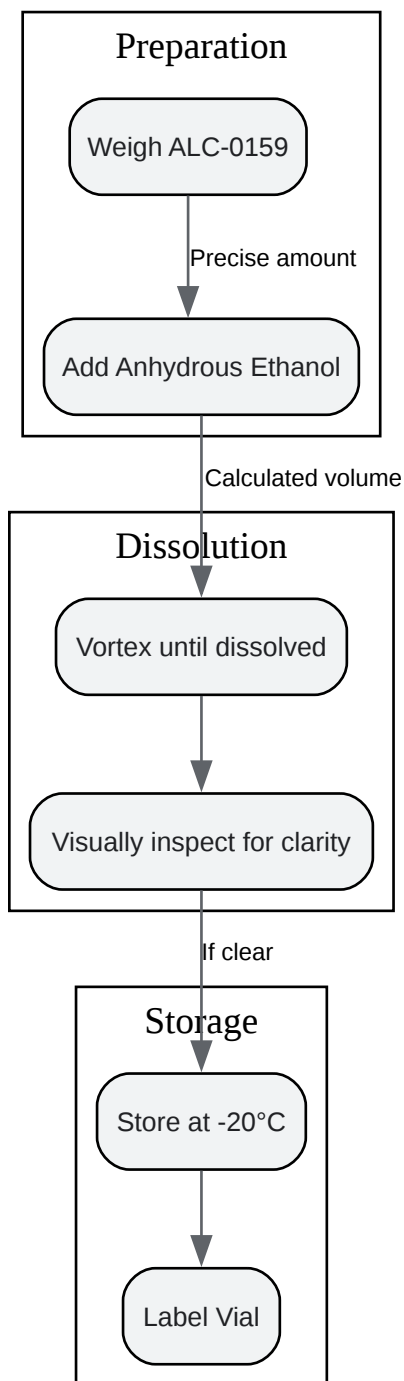 Preparation
Weigh ALC-0159
Precise amount
Add Anhydrous Ethanol
Calculated volume
Dissolution
Vortex until dissolved
Visually inspect for clarity
If clear
Storage
Store at -20°C
Label Vial